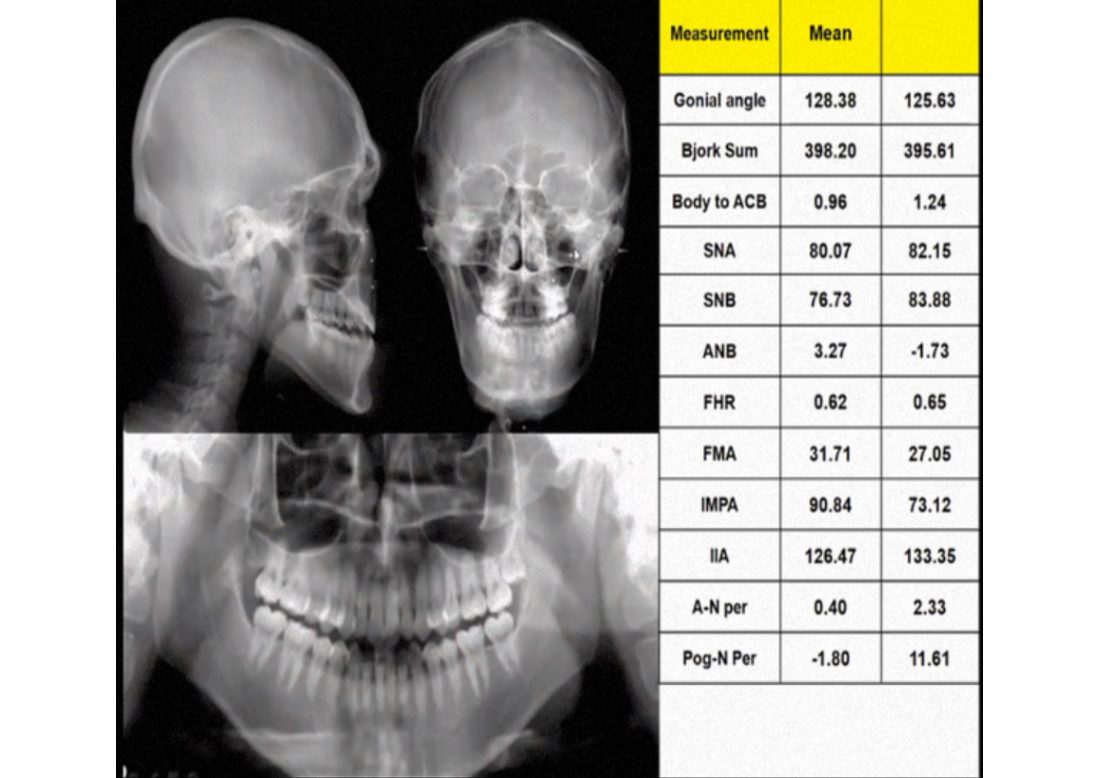 Measurement Mean
Gonial angle 128.38 125.63
Bjork Sum 398.20 395.61
Body to ACB 0.96 1.24
SNA 80.07 82.15
SNB 76.73 83.88
ANB 3.27 -1.73
FHR 0.62 0.65
FMA 31.71 27.05
IMPA 90.84 73.12
IIA 126.47 133.35
A-N per 0.40 2.33
Pog-N Per -1.80 11.61